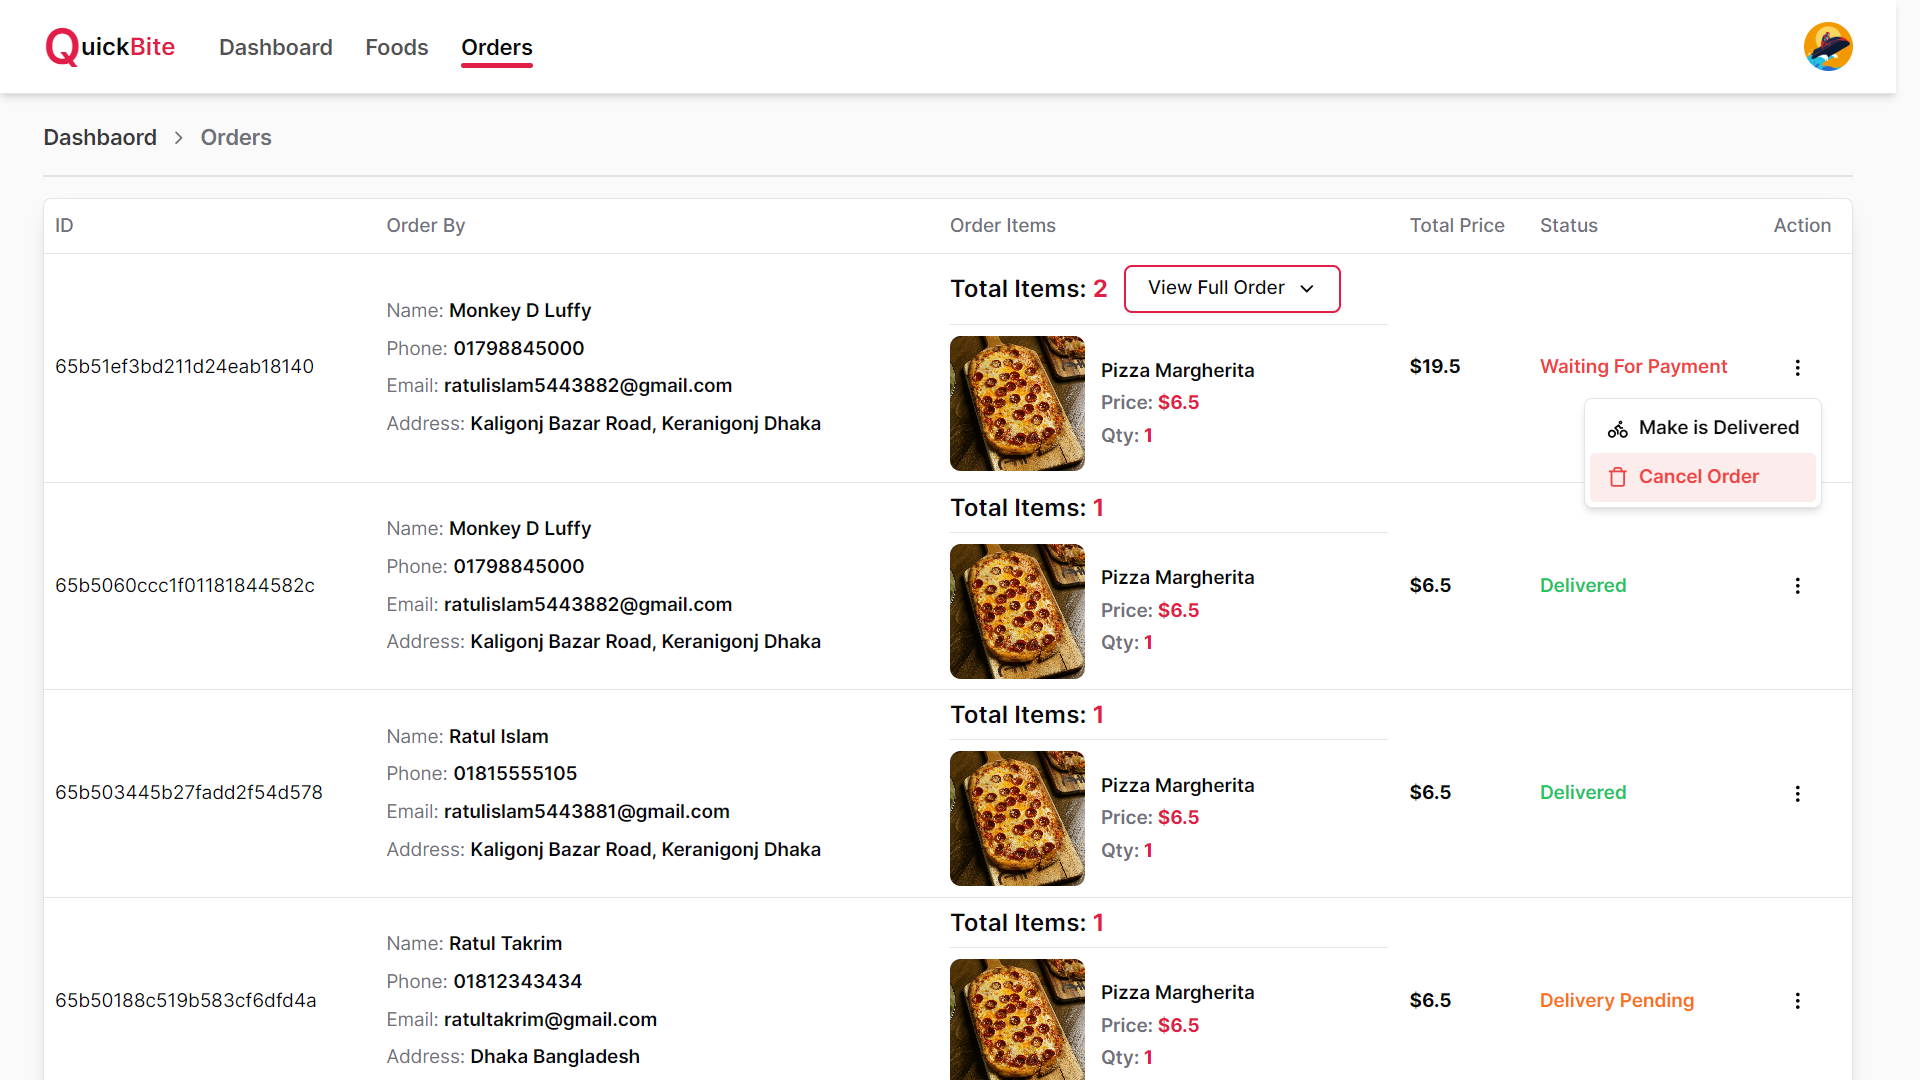 QuickBite Dashboard Foods Orders
Dashbaord > Orders
ID Order By Order Items Total Price Status Action
65b51ef3bd211d24eab18140
Name: Monkey D Luffy
Phone: 01798845000
Email: ratulislam5443882@gmail.com
Address: Kaligonj Bazar Road, Keranigonj Dhaka
Total Items: 2 View Full Order
Pizza Margherita
Price: $6.5
Qty: 1
$19.5
Waiting For Payment
Make is Delivered
Cancel Order
65b5060ccc1f01181844582c
Name: Monkey D Luffy
Phone: 01798845000
Email: ratulislam5443882@gmail.com
Address: Kaligonj Bazar Road, Keranigonj Dhaka
Total Items: 1
Pizza Margherita
Price: $6.5
Qty: 1
$6.5
Delivered
65b503445b27fadd2f54d578
Name: Ratul Islam
Phone: 01815555105
Email: ratulislam5443881@gmail.com
Address: Kaligonj Bazar Road, Keranigonj Dhaka
Total Items: 1
Pizza Margherita
Price: $6.5
Qty: 1
$6.5
Delivered
65b50188c519b583cf6dfd4a
Name: Ratul Takrim
Phone: 01812343434
Email: ratultakrim@gmail.com
Address: Dhaka Bangladesh
Total Items: 1
Pizza Margherita
Price: $6.5
Qty: 1
$6.5
Delivery Pending